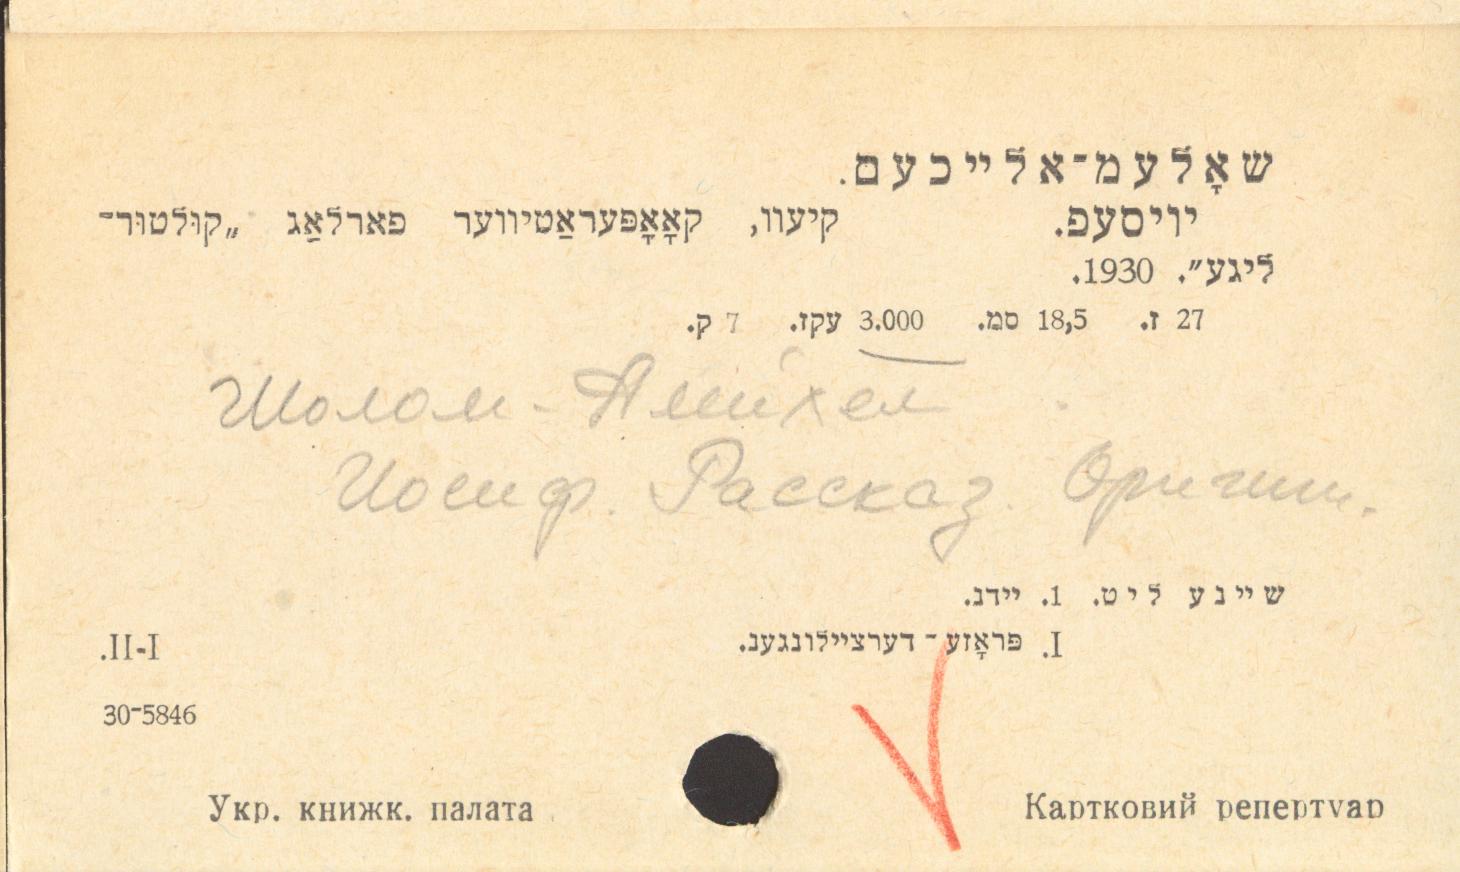 שאָלעמ־אלייכעם.
יויסעפ. קיעוו, קאָאָפּעראַטיווער פארלאַג „קולטור־
ליגע״. 1930.
27 ז. 18,5 סמ. 3.000 עקז. 7 ק.
Шолом-Алейхем
Иосиф. Рассказ. Оригин.
שיינע ליט. 1. יידנ.
I. פּראָזע־דערציילונגענ.
II-I.
30-5846
Укр. книжк. палата
Картковий репертуар